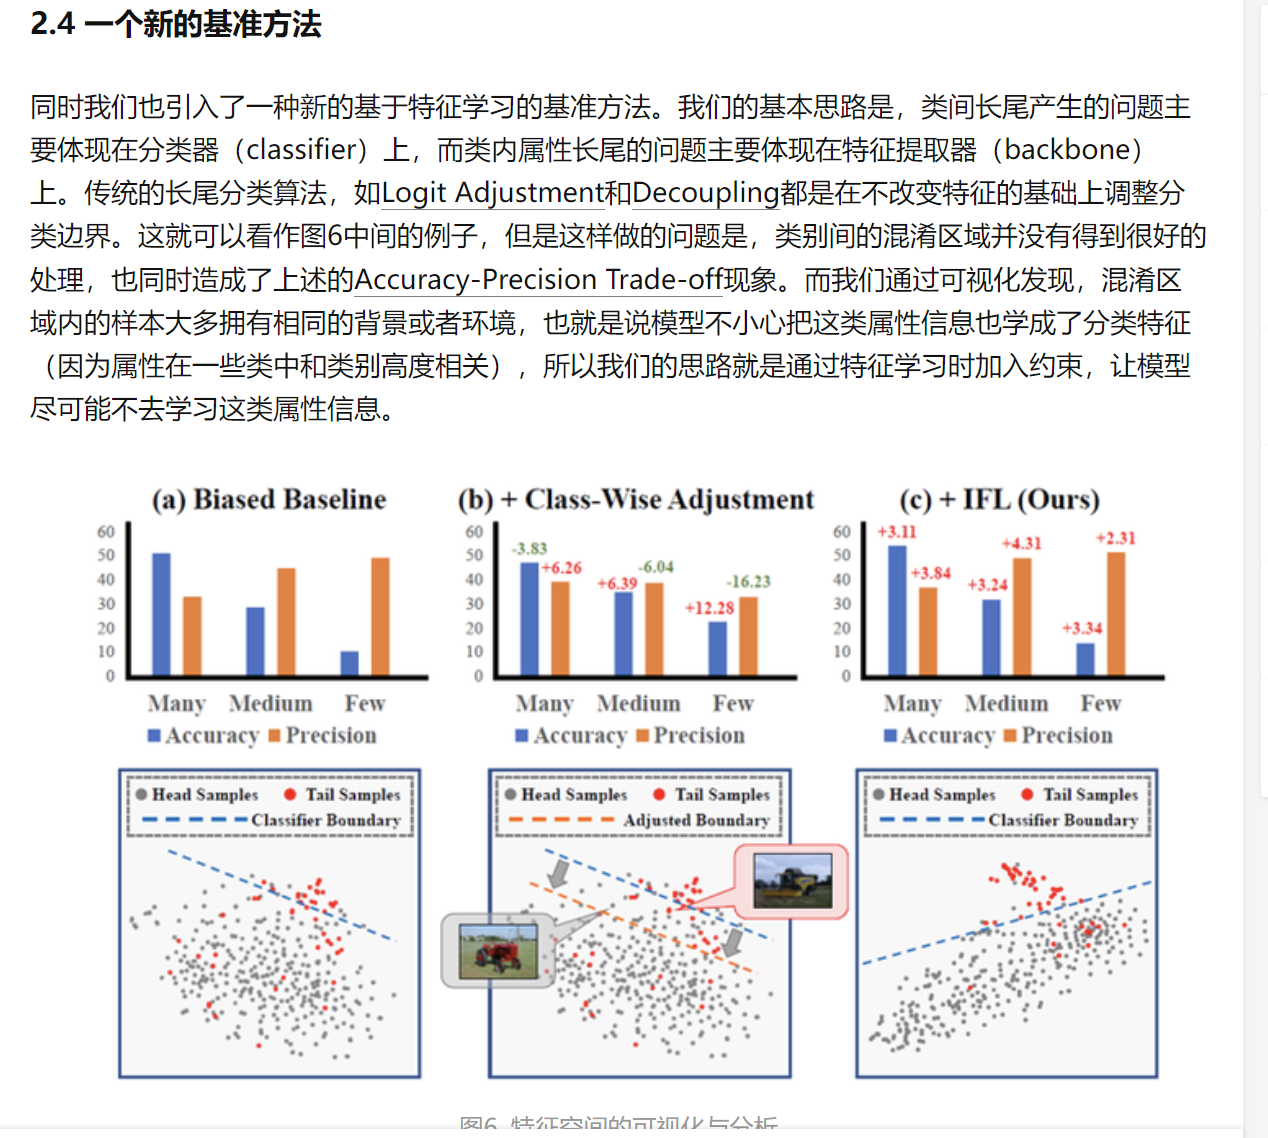 2.4 一个新的基准方法
同时我们也引入了一种新的基于特征学习的基准方法。我们的基本思路是，类间长尾产生的问题主
要体现在分类器（classifier）上，而类内属性长尾的问题主要体现在特征提取器（backbone）
上。传统的长尾分类算法，如Logit Adjustment和Decoupling都是在不改变特征的基础上调整分
类边界。这就可以看作图6中间的例子，但是这样做的问题是，类别间的混淆区域并没有得到很好的
处理，也同时造成了上述的Accuracy-Precision Trade-off现象。而我们通过可视化发现，混淆区
域内的样本大多拥有相同的背景或者环境，也就是说模型不小心把这类属性信息也学成了分类特征
（因为属性在一些类中和类别高度相关），所以我们的思路就是通过特征学习时加入约束，让模型
尽可能不去学习这类属性信息。
(a) Biased Baseline
60
50
40
30
20
10
0
Many Medium Few
Accuracy Precision
(b) + Class-Wise Adjustment
60
50
40
30
20
10
0
-3.83
+6.26
+6.39
-6.04
+12.28
-16.23
Many Medium Few
Accuracy Precision
(c) + IFL (Ours)
60
50
40
30
20
10
0
+3.11
+3.84
+3.24
+4.31
+3.34
+2.31
Many Medium Few
Accuracy Precision
Head Samples Tail Samples
Classifier Boundary
Head Samples Tail Samples
Adjusted Boundary
Head Samples Tail Samples
Classifier Boundary
图6 特征空间的可视化与分析